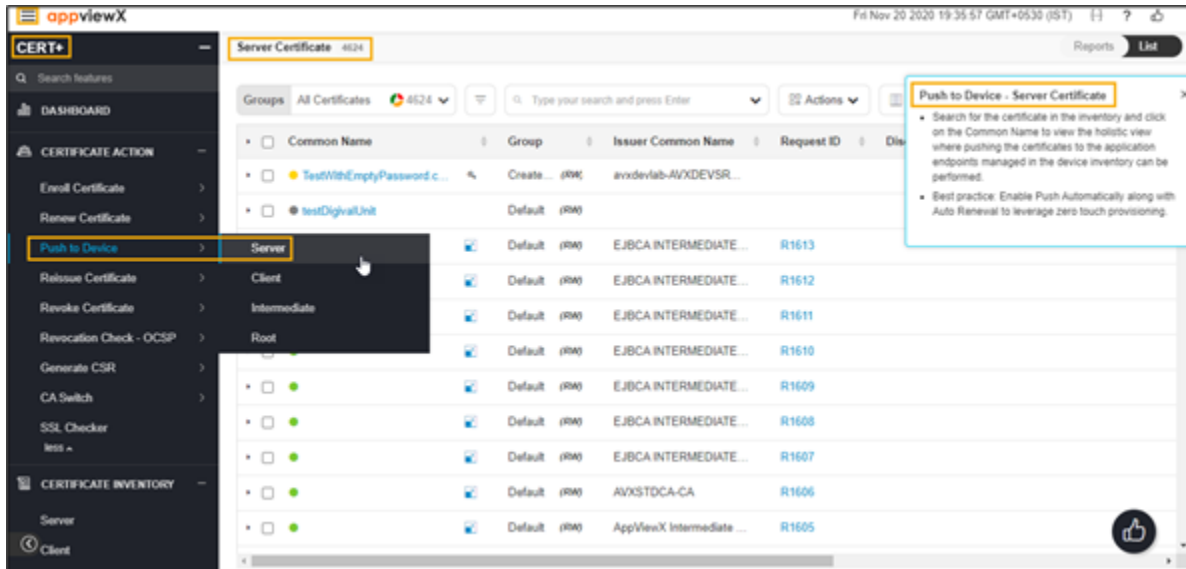 appviewX
Fri Nov 20 2020 19:35:57 GMT+0530 (IST)
?
CERT+
Search features
DASHBOARD
CERTIFICATE ACTION
Enroll Certificate
Renew Certificate
Push to Device
Reissue Certificate
Revoke Certificate
Revocation Check - OCSP
Generate CSR
CA Switch
SSL Checker
less
CERTIFICATE INVENTORY
Server
Client
Server
Client
Intermediate
Root
Server Certificate 4624
Reports List
Groups All Certificates 4624 Type your search and press Enter Actions
Common Name Group Issuer Common Name Request ID Dis
TestWithEmptyPassword.c... Create... (RW) avxdevlab-AVXDEVSR...
testDigivalUnit Default (RW)
Default (RW) EJBCA INTERMEDIATE... R1613
Default (RW) EJBCA INTERMEDIATE... R1612
Default (RW) EJBCA INTERMEDIATE... R1611
Default (RW) EJBCA INTERMEDIATE... R1610
Default (RW) EJBCA INTERMEDIATE... R1609
Default (RW) EJBCA INTERMEDIATE... R1608
Default (RW) EJBCA INTERMEDIATE... R1607
Default (RW) AVXSTDCA-CA R1606
Default (RW) AppViewX Intermediate ... R1605
Push to Device - Server Certificate
Search for the certificate in the inventory and click
on the Common Name to view the holistic view
where pushing the certificates to the application
endpoints managed in the device inventory can be
performed.
Best practice: Enable Push Automatically along with
Auto Renewal to leverage zero touch provisioning.